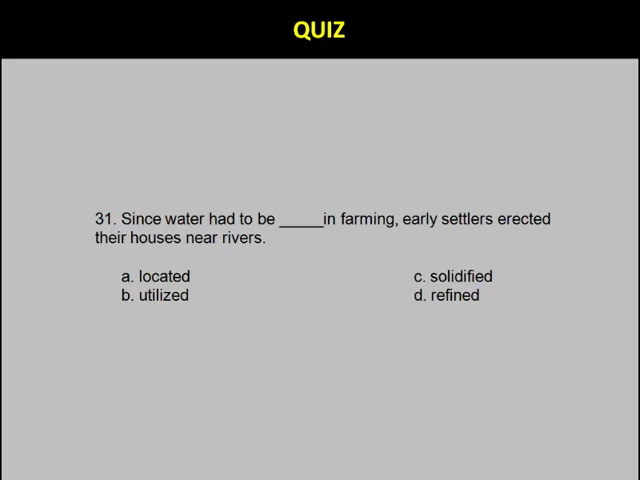 QUIZ
31. Since water had to be _____in farming, early settlers erected
their houses near rivers.
a. located
c. solidified
b. utilized
d. refined